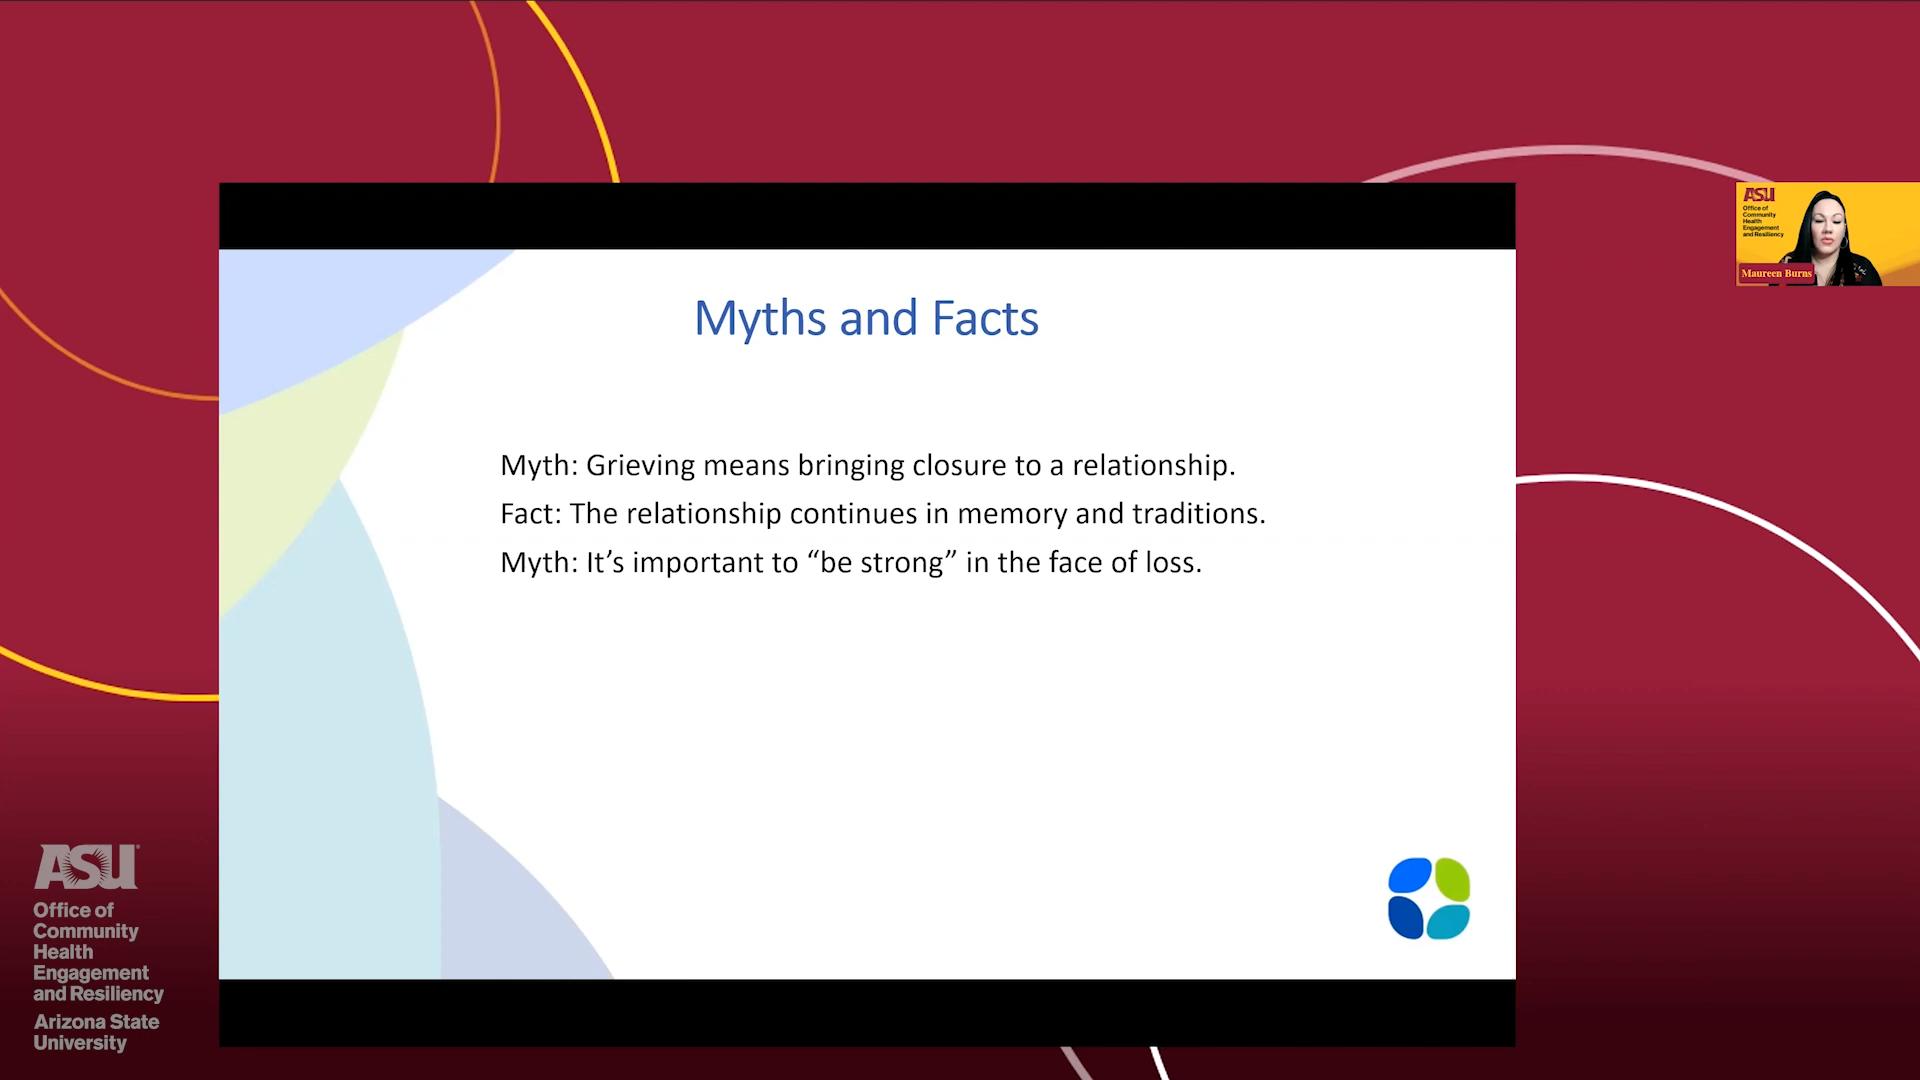 Myths and Facts
Myth: Grieving means bringing closure to a relationship.
Fact: The relationship continues in memory and traditions.
Myth: It’s important to “be strong” in the face of loss.
ASU
Office of
Community
Health
Engagement
and Resiliency
Maureen Burns
ASU
Office of
Community
Health
Engagement
and Resiliency
Arizona State
University